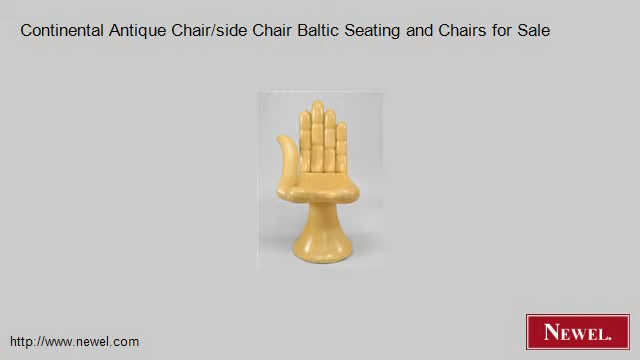 Continental Antique Chair/side Chair Baltic Seating and Chairs for Sale
http://www.newel.com
NEWEL.